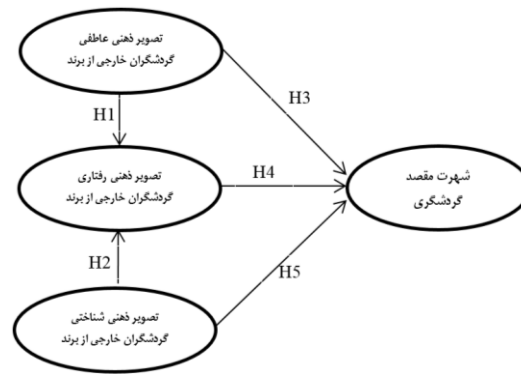 تصویر ذهنی عاطفی
گردشگران خارجی از برند
H3
H1
تصویر ذهنی رفتاری
گردشگران خارجی از برند
H4
شهرت مقصد
گردشگری
H2
H5
تصویر ذهنی شناختی
گردشگران خارجی از برند